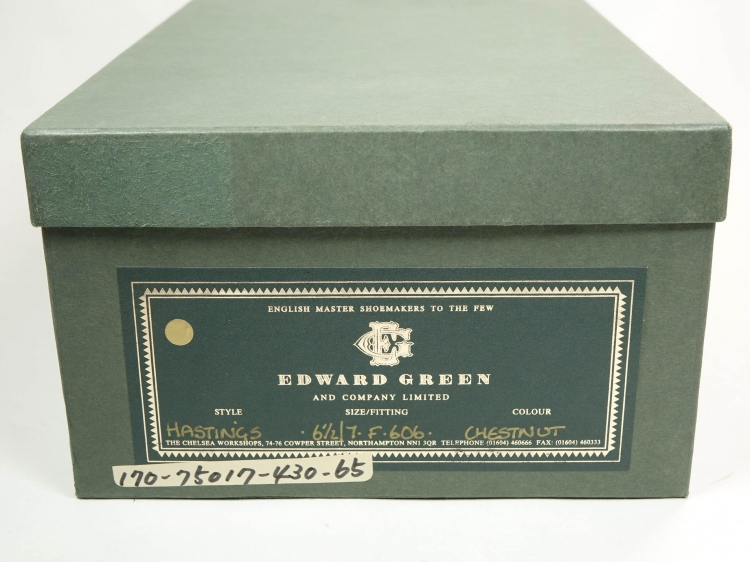 ENGLISH MASTER SHOEMAKERS TO THE FEW
EG
EDWARD GREEN
AND COMPANY LIMITED
STYLE SIZE/FITTING COLOUR
HASTINGS · 6½/7·F·606· CHESTNUT
THE CHELSEA WORKSHOPS, 74-76 COWPER STREET, NORTHAMPTON NN1 3QR TELEPHONE (01604) 460666 FAX: (01604) 460333
170-75017-430-65